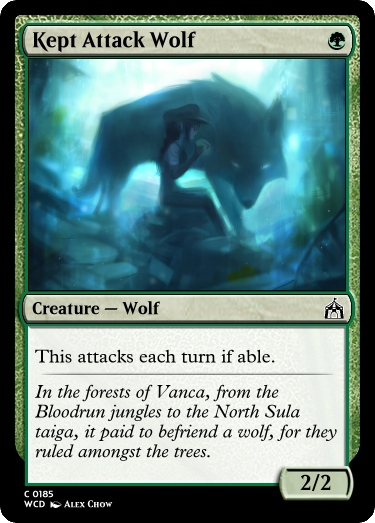 Kept Attack Wolf
Creature — Wolf
This attacks each turn if able.
In the forests of Vanca, from the
Bloodrun jungles to the North Sula
taiga, it paid to befriend a wolf, for they
ruled amongst the trees.
2/2
C 0185
WCD Alex Chow